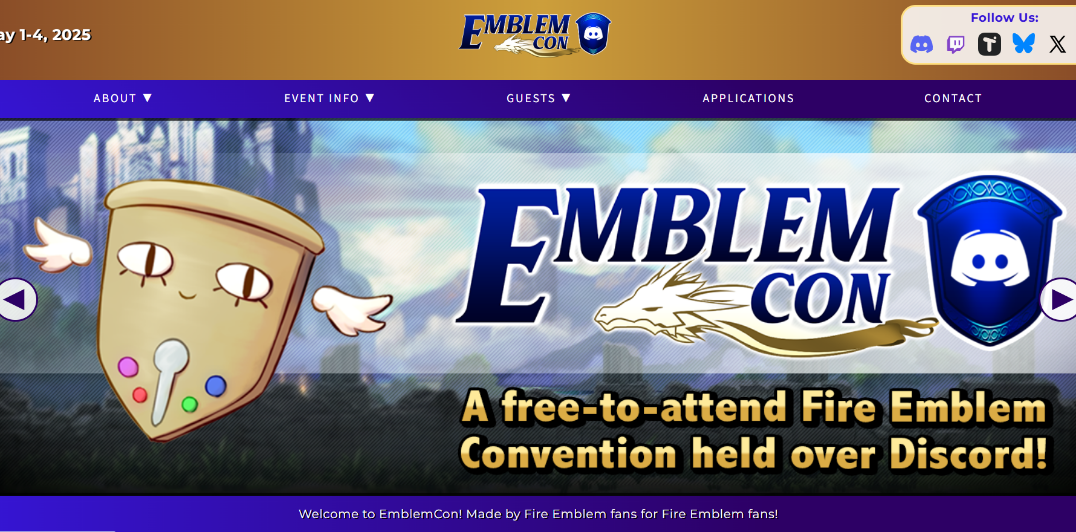 ay 1-4, 2025
EMBLEM
CON
Follow Us:
ABOUT ▼
EVENT INFO ▼
GUESTS ▼
APPLICATIONS
CONTACT
EMBLEM
CON
A free-to-attend Fire Emblem
Convention held over Discord!
Welcome to EmblemCon! Made by Fire Emblem fans for Fire Emblem fans!